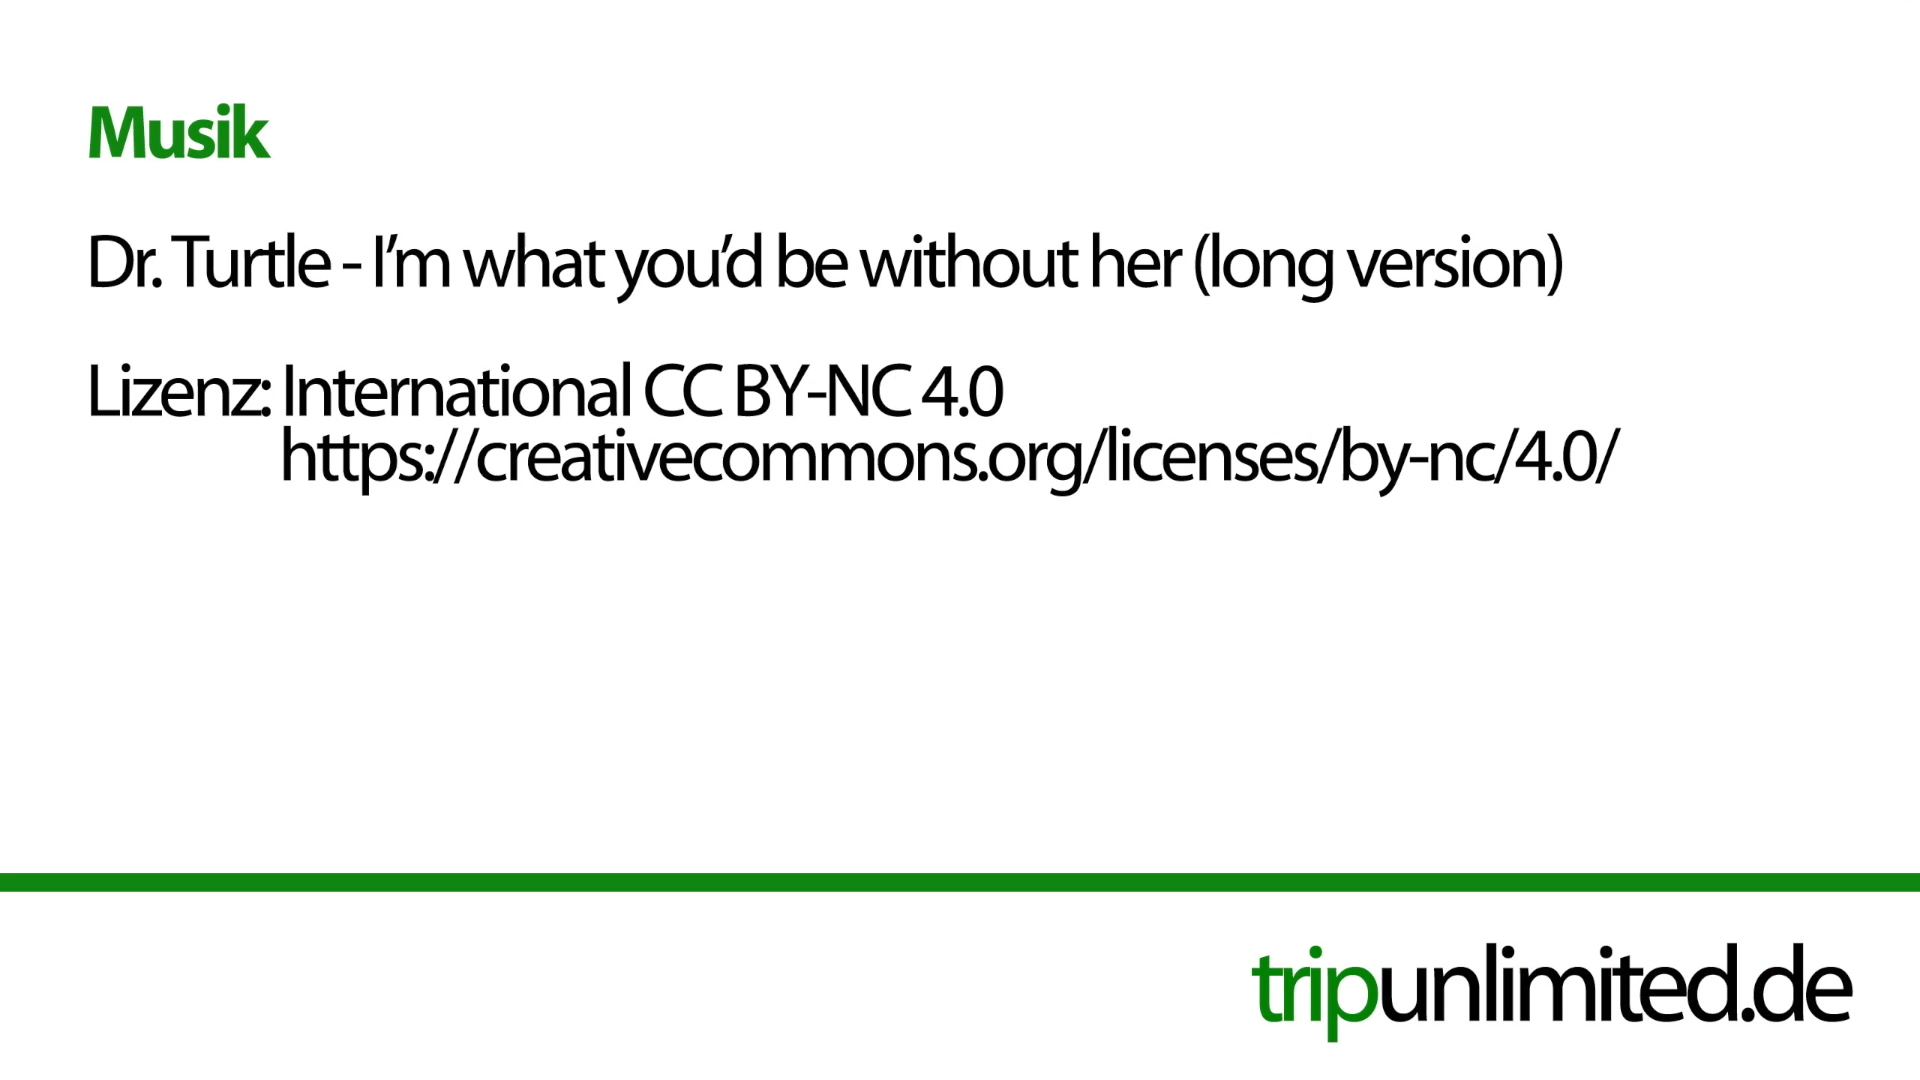 Musik
Dr. Turtle - I’m what you’d be without her (long version)
Lizenz: International CC BY-NC 4.0
https://creativecommons.org/licenses/by-nc/4.0/
tripunlimited.de